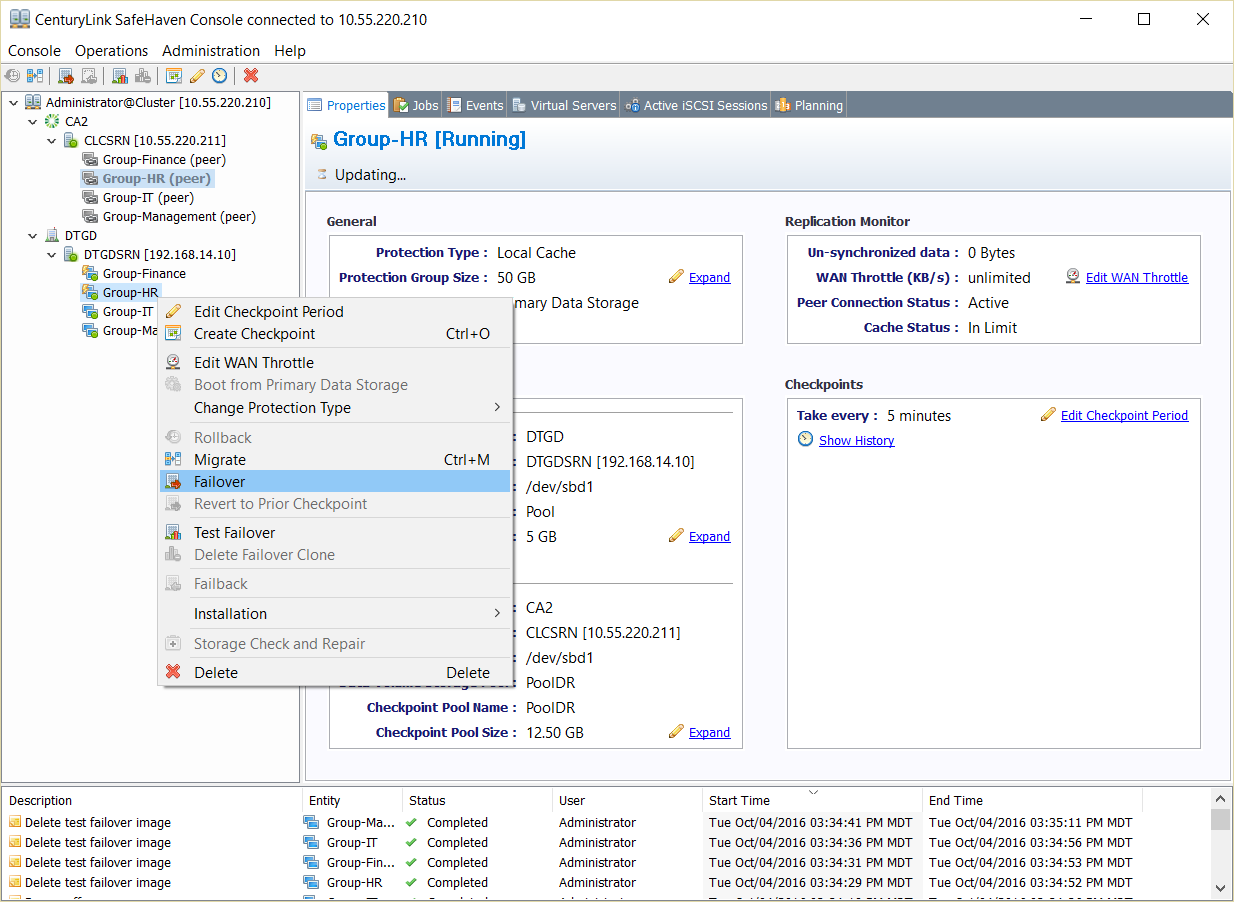 CenturyLink SafeHaven Console connected to 10.55.220.210
Console Operations Administration Help
Administrator@Cluster [10.55.220.210]
CA2
CLCSRN [10.55.220.211]
Group-Finance (peer)
Group-HR (peer)
Group-IT (peer)
Group-Management (peer)
DTGD
DTGDSRN [192.168.14.10]
Group-Finance
Group-HR
Group-IT
Group-Ma
Edit Checkpoint Period
Create Checkpoint Ctrl+O
Edit WAN Throttle
Boot from Primary Data Storage
Change Protection Type
Rollback
Migrate Ctrl+M
Failover
Revert to Prior Checkpoint
Test Failover
Delete Failover Clone
Failback
Installation
Storage Check and Repair
Delete Delete
Properties Jobs Events Virtual Servers Active iSCSI Sessions Planning
Group-HR [Running]
Updating...
General
Protection Type : Local Cache
Protection Group Size : 50 GB Expand
mary Data Storage
: DTGD
: DTGDSRN [192.168.14.10]
: /dev/sbd1
: Pool
: 5 GB Expand
: CA2
: CLCSRN [10.55.220.211]
: /dev/sbd1
: PoolDR
Checkpoint Pool Name : PoolDR
Checkpoint Pool Size : 12.50 GB Expand
Replication Monitor
Un-synchronized data : 0 Bytes
WAN Throttle (KB/s) : unlimited Edit WAN Throttle
Peer Connection Status : Active
Cache Status : In Limit
Checkpoints
Take every : 5 minutes Edit Checkpoint Period
Show History
Description Entity Status User Start Time End Time
Delete test failover image Group-Ma... Completed Administrator Tue Oct/04/2016 03:34:41 PM MDT Tue Oct/04/2016 03:35:11 PM MDT
Delete test failover image Group-IT Completed Administrator Tue Oct/04/2016 03:34:36 PM MDT Tue Oct/04/2016 03:34:56 PM MDT
Delete test failover image Group-Fin... Completed Administrator Tue Oct/04/2016 03:34:31 PM MDT Tue Oct/04/2016 03:34:53 PM MDT
Delete test failover image Group-HR Completed Administrator Tue Oct/04/2016 03:34:29 PM MDT Tue Oct/04/2016 03:34:52 PM MDT